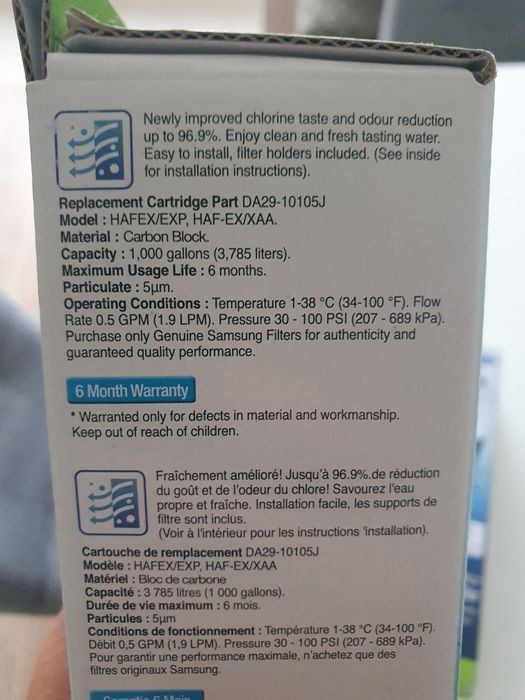 Newly improved chlorine taste and odour reduction
up to 96.9%. Enjoy clean and fresh tasting water.
Easy to install, filter holders included. (See inside
for installation instructions).
Replacement Cartridge Part DA29-10105J
Model : HAFEX/EXP, HAF-EX/XAA.
Material : Carbon Block.
Capacity : 1,000 gallons (3,785 liters).
Maximum Usage Life : 6 months.
Particulate : 5µm.
Operating Conditions : Temperature 1-38 °C (34-100 °F). Flow
Rate 0.5 GPM (1.9 LPM). Pressure 30 - 100 PSI (207 - 689 kPa).
Purchase only Genuine Samsung Filters for authenticity and
guaranteed quality performance.
6 Month Warranty
* Warranted only for defects in material and workmanship.
Keep out of reach of children.
Fraîchement amélioré! Jusqu'à 96.9%.de réduction
du goût et de l'odeur du chlore! Savourez l'eau
propre et fraîche. Installation facile, les supports de
filtre sont inclus.
(Voir à l'intérieur pour les instructions 'installation).
Cartouche de remplacement DA29-10105J
Modèle : HAFEX/EXP, HAF-EX/XAA
Matériel : Bloc de carbone
Capacité : 3 785 litres (1 000 gallons).
Durée de vie maximum : 6 mois.
Particules : 5µm
Conditions de fonctionnement : Température 1-38 °C (34-100 °F).
Débit 0,5 GPM (1,9 LPM). Pressure 30 - 100 PSI (207 - 689 kPa).
Pour garantir une performance maximale, n'achetez que des
filtres originaux Samsung.